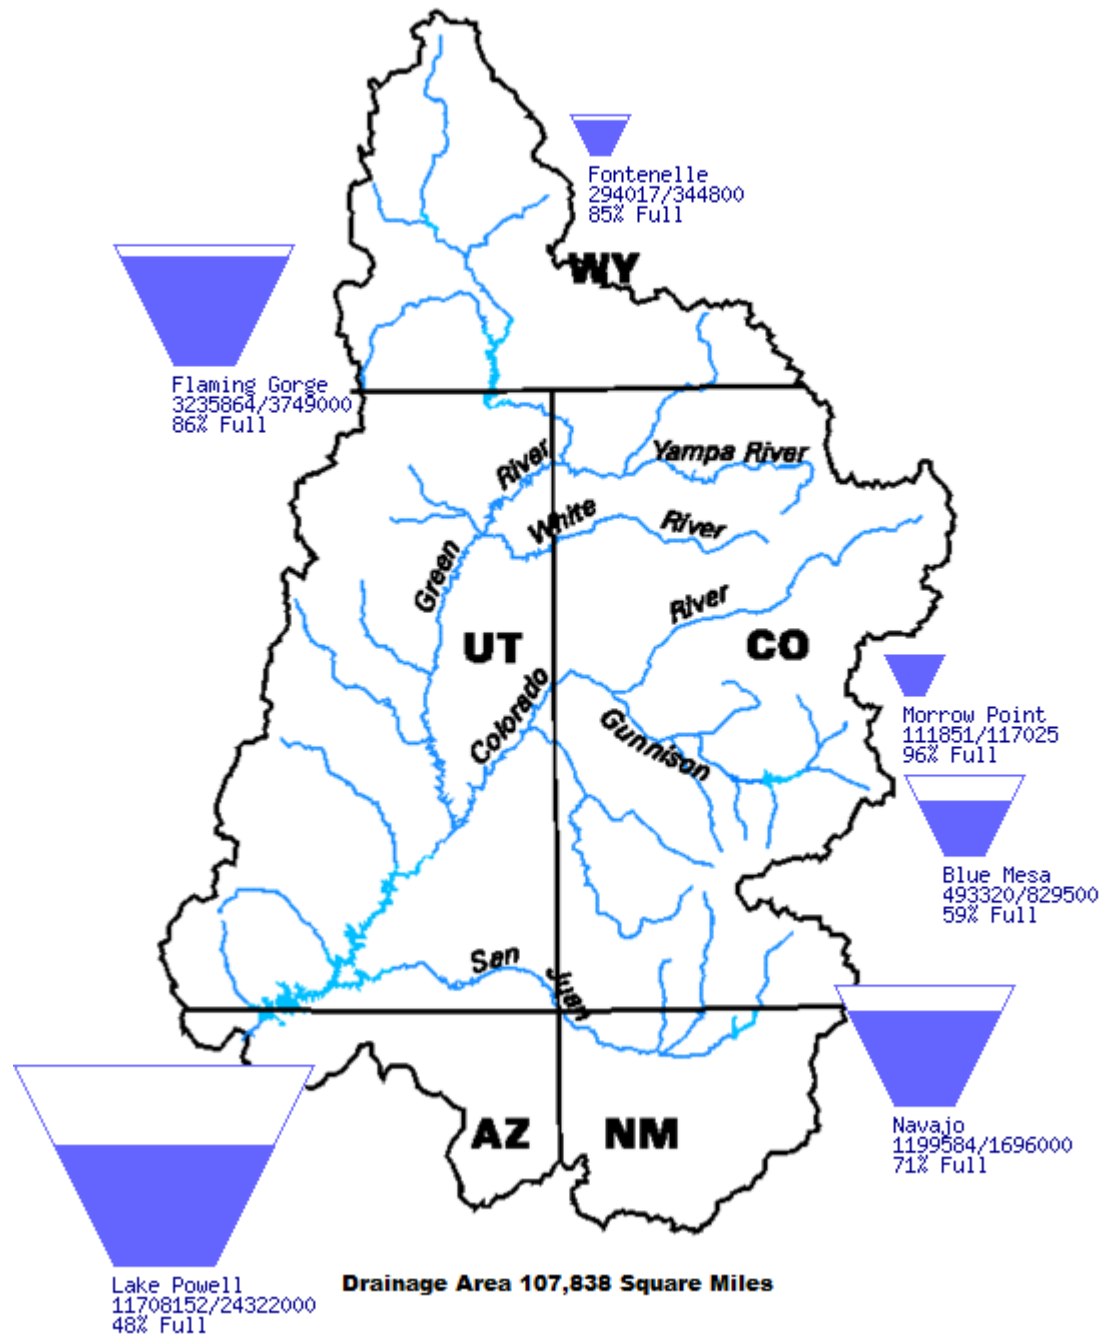 Fontenelle
294017/344800
85% Full
WY
Flaming Gorge
3235864/3749000
86% Full
Yampa River
River
White
River
Green
River
UT
CO
Colorado
Gunnison
Morrow Point
111851/117025
96% Full
Blue Mesa
493320/829500
59% Full
San
Juan
Navajo
1199584/1696000
71% Full
AZ
NM
Lake Powell
11708152/24322000
48% Full
Drainage Area 107,838 Square Miles